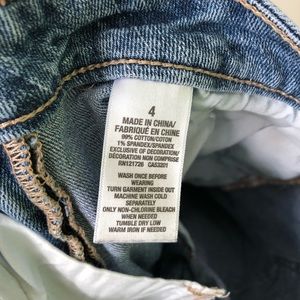 4
MADE IN CHINA/
FABRIQUÉ EN CHINE
99% COTTON/COTON
1% SPANDEX/SPANDEX
EXCLUSIVE OF DECORATION/
DÉCORATION NON COMPRISE
RN121726 CA53201
WASH ONCE BEFORE
WEARING
TURN GARMENT INSIDE OUT
MACHINE WASH COLD
SEPARATELY
ONLY NON-CHLORINE BLEACH
WHEN NEEDED
TUMBLE DRY LOW
WARM IRON IF NEEDED